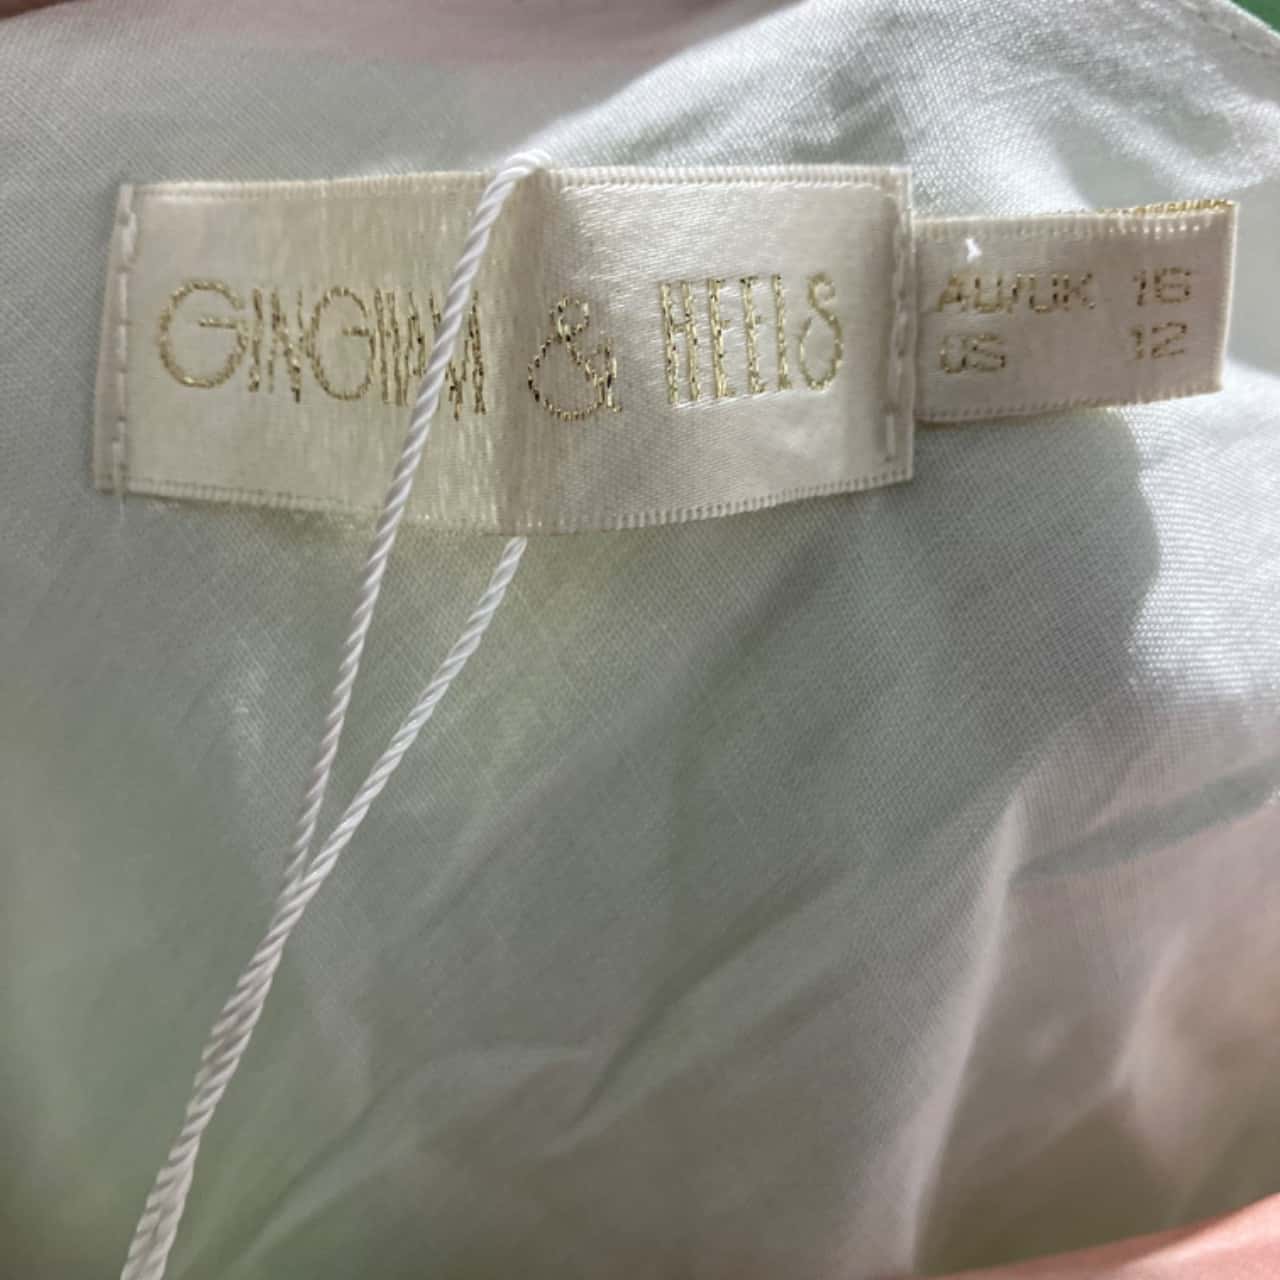 GINGHAM & HEELS
AU/UK 16
US 12